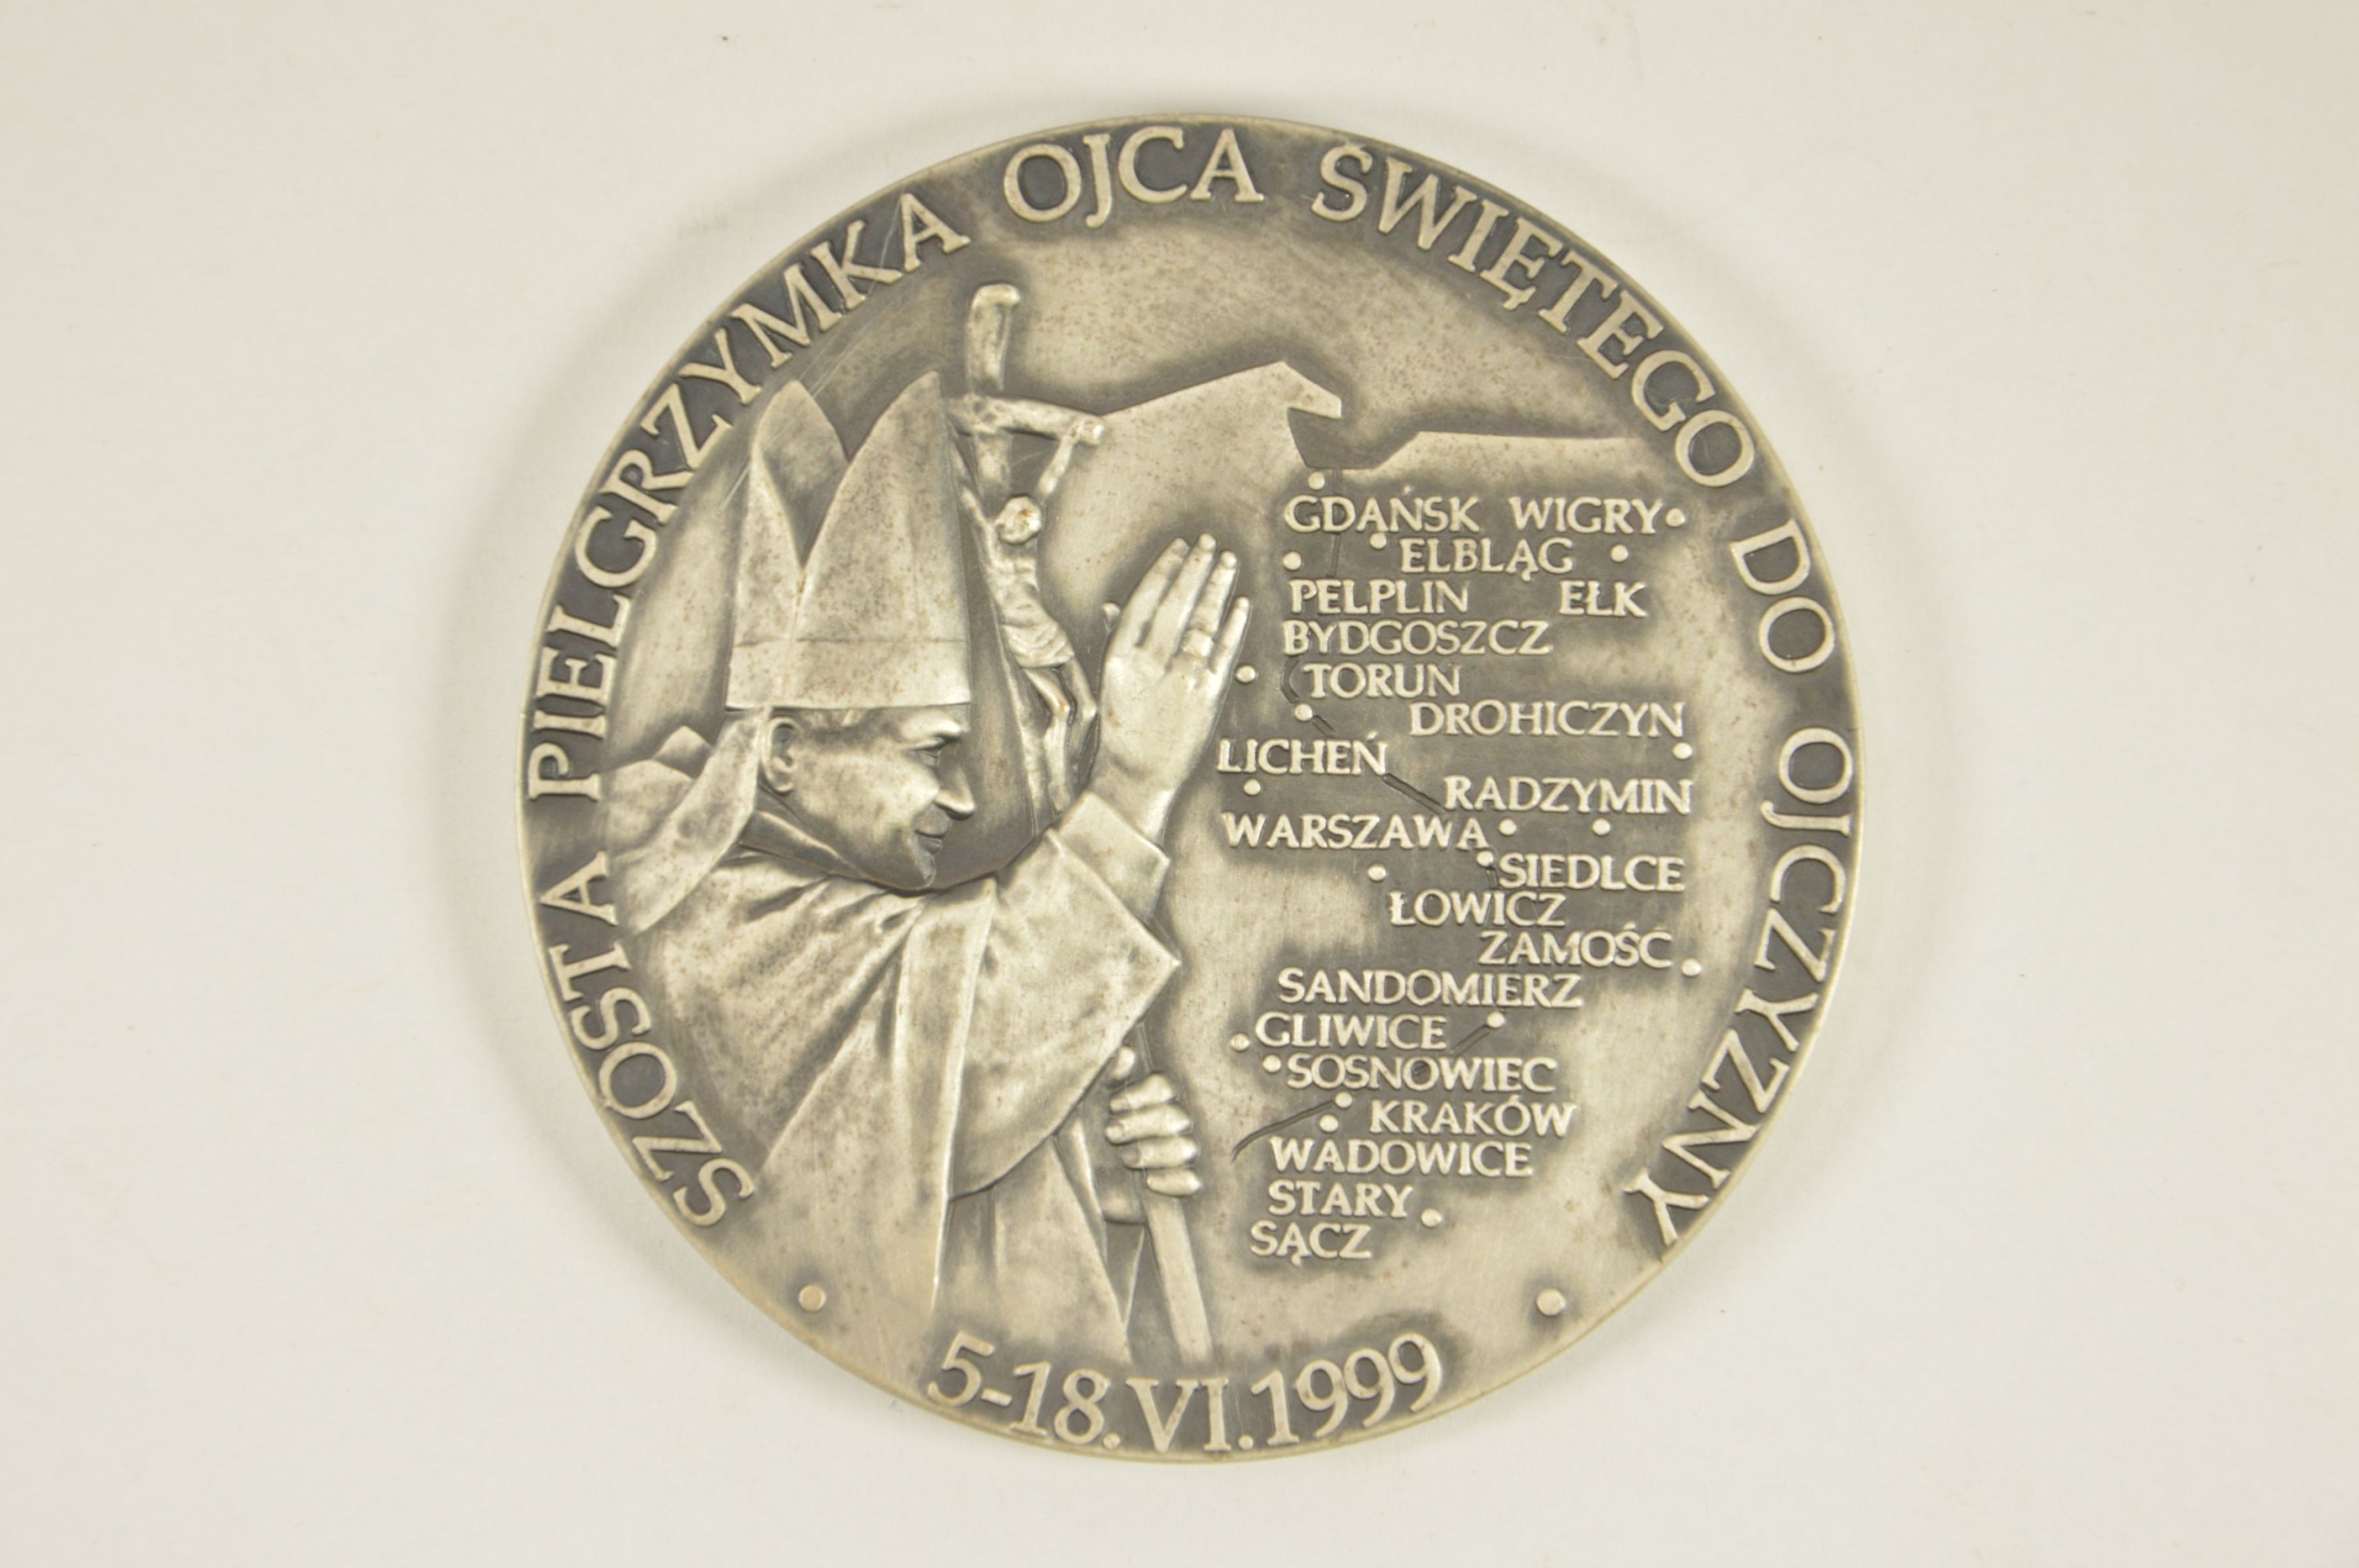 SZÓSTA PIELGRZYMKA OJCA ŚWIĘTEGO DO OJCZYZNY
GDAŃSK WIGRY
ELBLĄG
PELPLIN EŁK
BYDGOSZCZ
TORUŃ
DROHICZYN
LICHEŃ
RADZYMIN
WARSZAWA
SIEDLCE
ŁOWICZ
ZAMOŚĆ
SANDOMIERZ
GLIWICE
SOSNOWIEC
KRAKÓW
WADOWICE
STARY
SĄCZ
5-18.VI.1999